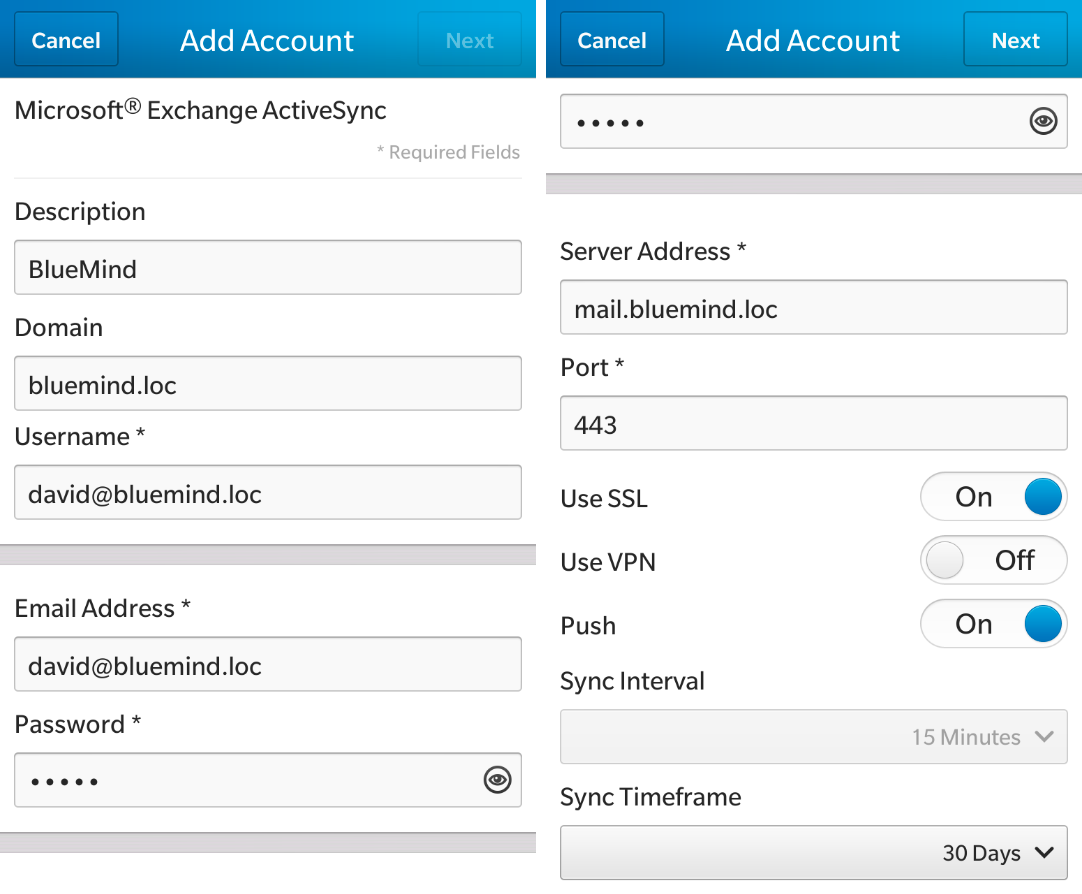 Cancel Add Account Next
Microsoft® Exchange ActiveSync
* Required Fields
Description
BlueMind
Domain
bluemind.loc
Username *
david@bluemind.loc
Email Address *
david@bluemind.loc
Password *
•••••
Cancel Add Account Next
•••••
Server Address *
mail.bluemind.loc
Port *
443
Use SSL On
Use VPN Off
Push On
Sync Interval
15 Minutes
Sync Timeframe
30 Days